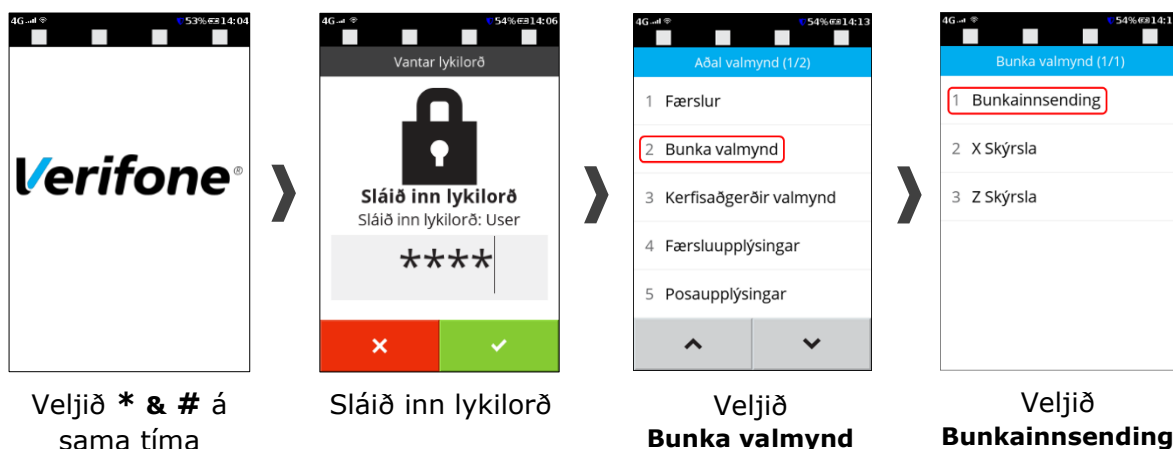 4G 53% 14:04
Verifone®
Veljið * & # á
sama tíma
4G 54% 14:06
Vantar lykilorð
Sláið inn lykilorð
Sláið inn lykilorð: User
****
Sláið inn lykilorð
4G 54% 14:13
Aðal valmynd (1/2)
1 Færslur
2 Bunka valmynd
3 Kerfisaðgerðir valmynd
4 Færsluupplýsingar
5 Posaupplýsingar
Veljið
Bunka valmynd
4G 54% 14:1
Bunka valmynd (1/1)
1 Bunkainnsending
2 X Skýrsla
3 Z Skýrsla
Veljið
Bunkainnsending